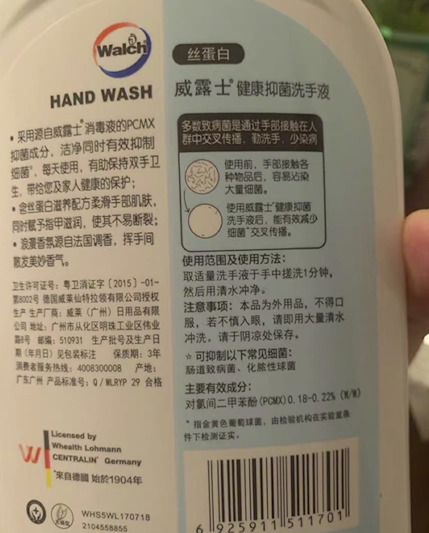 Walch
HAND WASH
• 采用源自威露士®消毒液的PCMX
抑菌成分，洁净同时有效抑制
细菌*，每天使用，有助保持双手卫
生，带给您及家人健康的保护；
• 含丝蛋白滋养配方柔滑手部肌肤，
同时赋予指甲滋润，使其不易断裂；
• 浪漫香氛源自法国调香，挥手间
散发美妙香气。
卫生许可证号：粤卫消证字［2015］-01-
第8002号 德国威莱仙特拉领有限公司授权
生产 生产厂商：威莱（广州）日用品有限
公司 地址：广州市从化区明珠工业区伟业
路8号 邮编：510931 生产批号及生产日
期（年月日）见包装标注 保质期：3年
消费者服务热线：4008300008 产地：
广东广州 产品标准号：Q/WLRYP 29 合格
Licensed by
Whealth Lohmann
CENTRALIN® Germany
*來自德國 始於1904年
WHS5WL170718
2104558855
丝蛋白
威露士®健康抑菌洗手液
多数致病菌是通过手部接触在人
群中交叉传播，勤洗手，少染病
使用前，手部接触各
种物品后，容易沾染
大量细菌。
使用威露士®健康抑菌
洗手液后，能有效减少
细菌*交叉传播。
使用范围及使用方法：
取适量洗手液于手中搓洗1分钟，
然后用清水冲净。
注意事项：本品为外用品，不得口
服，若不慎入眼，请即用大量清水
冲洗。请于阴凉处保存。
☆可抑制以下常见细菌：
肠道致病菌、化脓性球菌
主要有效成分：
对氯间二甲苯酚(PCMX)0.18-0.22% (W/W)
* 指金黄色葡萄球菌，由检验机构在实验室条
件下检测证实。
6 925911 511701